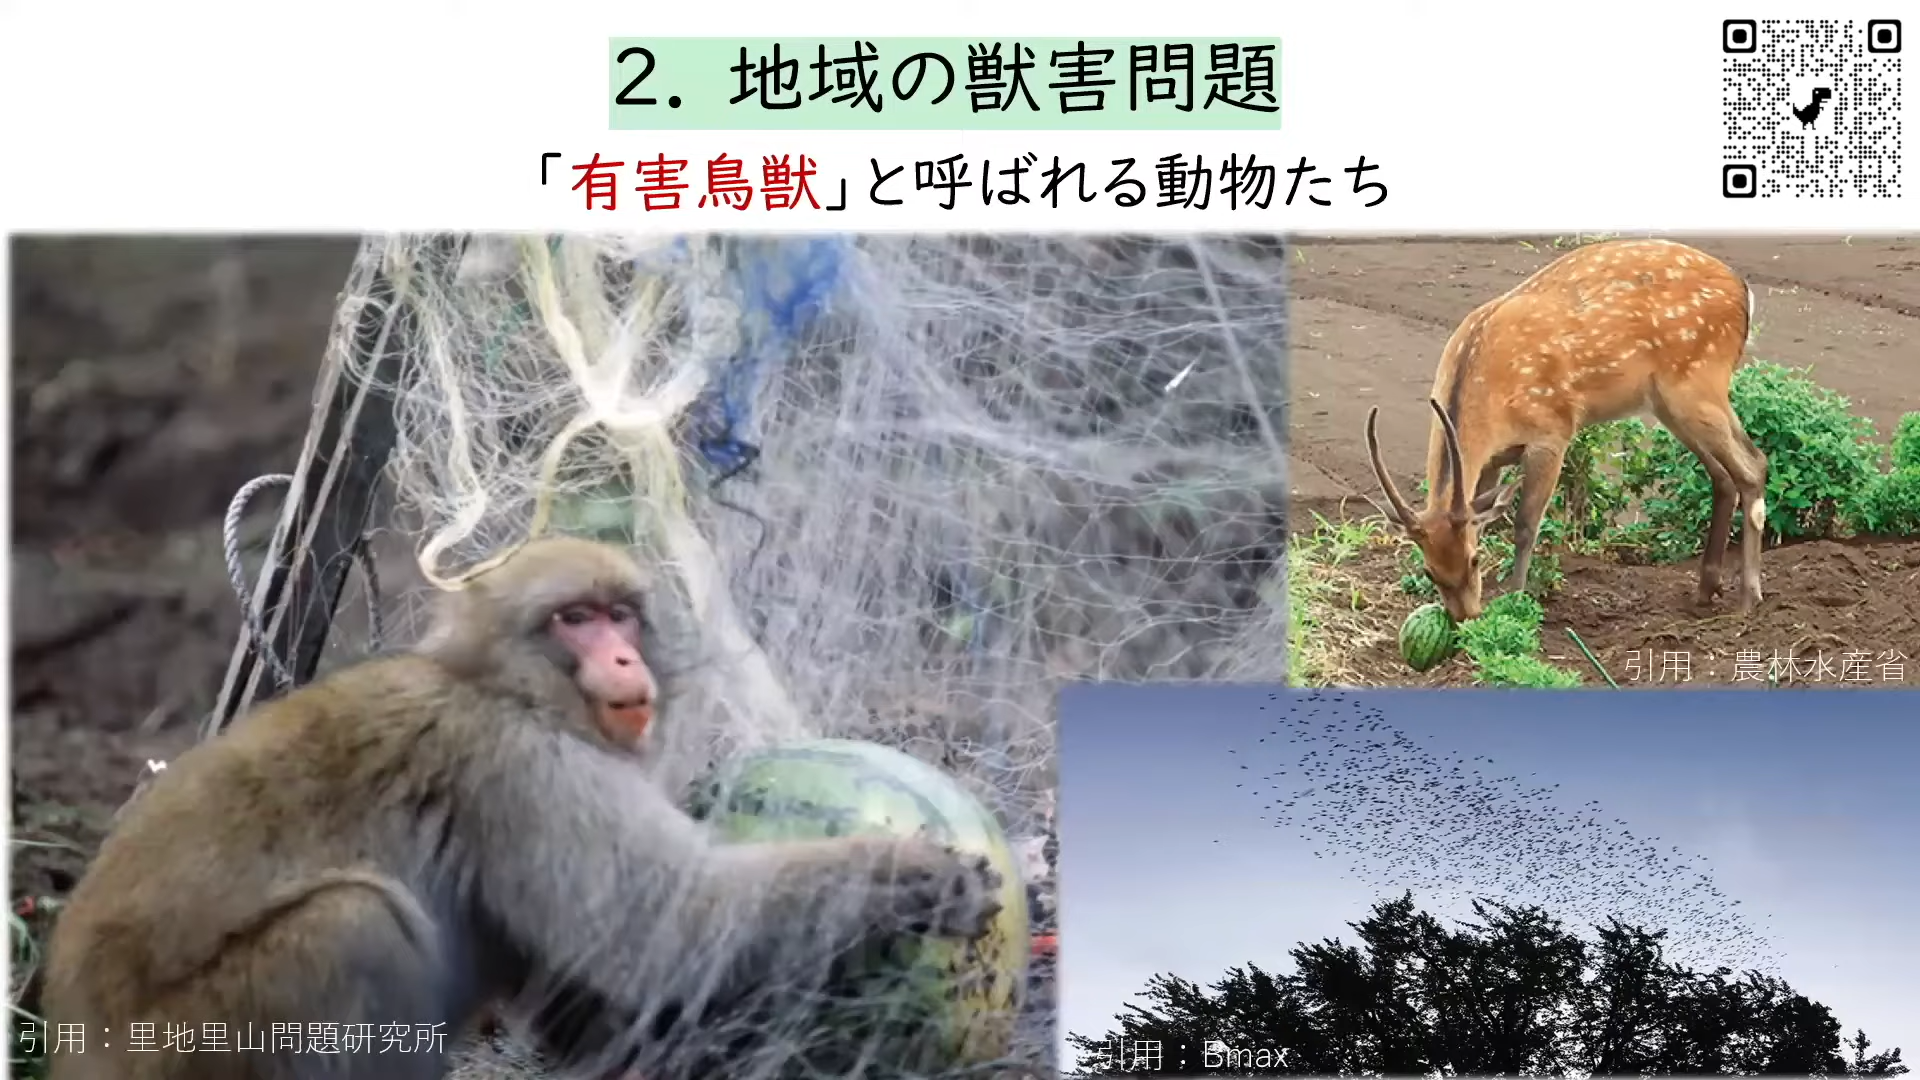 2. 地域の獣害問題
「有害鳥獣」と呼ばれる動物たち
引用：農林水産省
引用：里地里山問題研究所
引用：Bmax